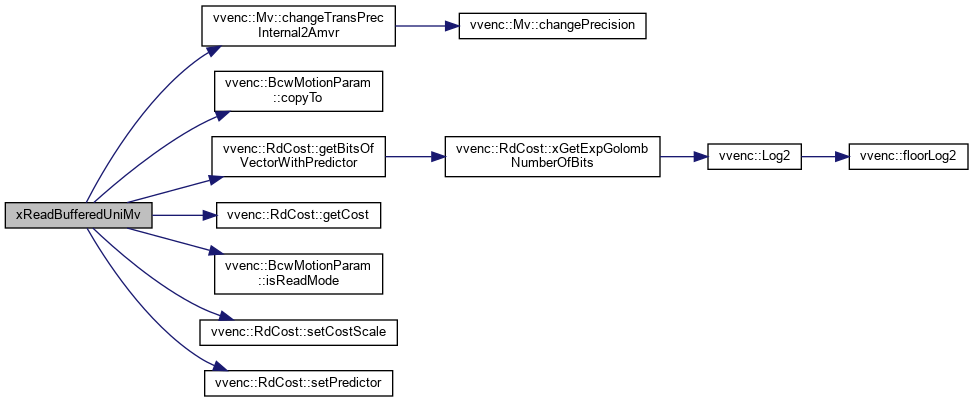 vvenc::Mv::changeTransPrec
Internal2Amvr
vvenc::Mv::changePrecision
vvenc::BcwMotionParam
::copyTo
vvenc::RdCost::getBitsOf
VectorWithPredictor
vvenc::RdCost::xGetExpGolomb
NumberOfBits
vvenc::Log2
vvenc::floorLog2
xReadBufferedUniMv
vvenc::RdCost::getCost
vvenc::BcwMotionParam
::isReadMode
vvenc::RdCost::setCostScale
vvenc::RdCost::setPredictor